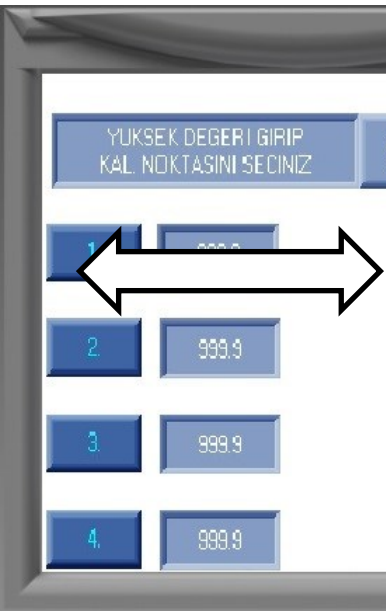 YUKSEK DEGERI GIRIP
KAL. NOKTASINI SECINIZ
2. 999.9
3. 999.9
4. 999.9